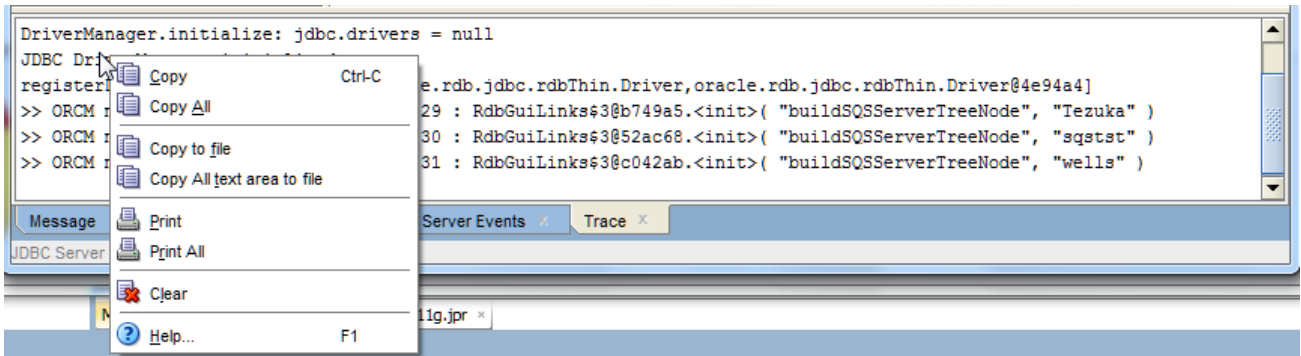 DriverManager.initialize: jdbc.drivers = null
JDBC Dri
register e.rdb.jdbc.rdbThin.Driver,oracle.rdb.jdbc.rdbThin.Driver@4e94a4]
>> ORCM 29 : RdbGuiLinks$3@b749a5.<init>( "buildSQSServerTreeNode", "Tezuka" )
>> ORCM 30 : RdbGuiLinks$3@52ac68.<init>( "buildSQSServerTreeNode", "sqstst" )
>> ORCM 31 : RdbGuiLinks$3@c042ab.<init>( "buildSQSServerTreeNode", "wells" )
Copy Ctrl-C
Copy All
Copy to file
Copy All text area to file
Print
Print All
Clear
Help... F1
Message Server Events x Trace x
JDBC Server
11g.jpr x